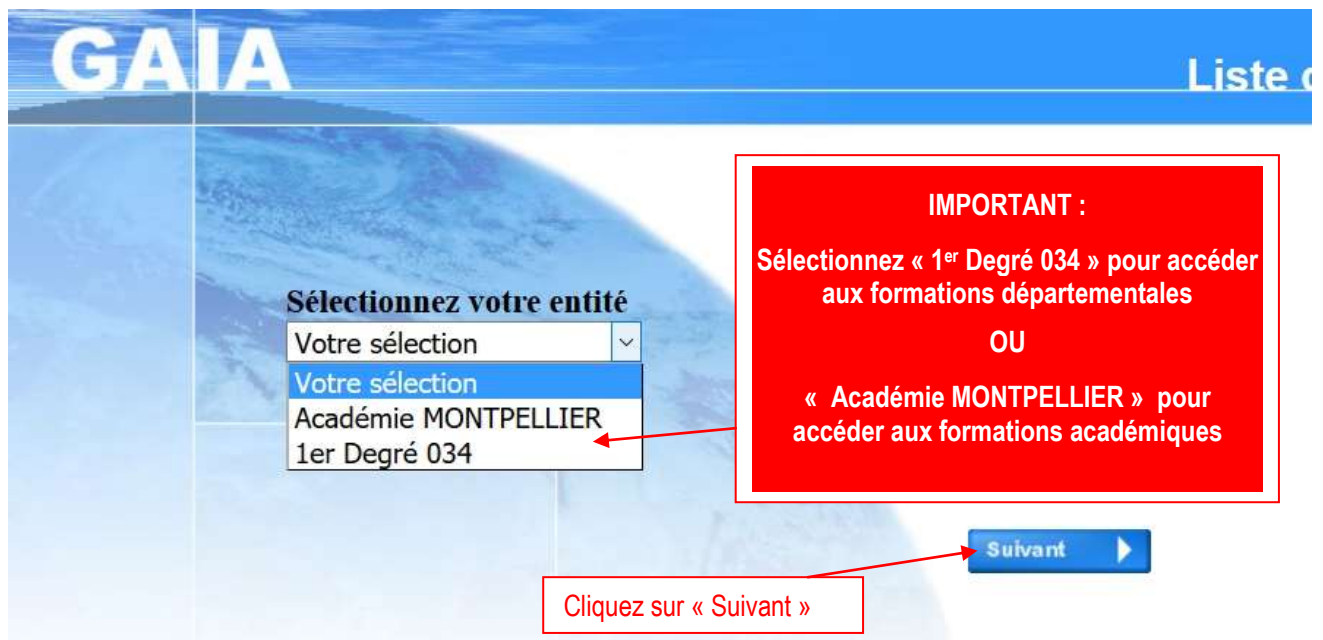 GAIA
Liste d
IMPORTANT :
Sélectionnez « 1er Degré 034 » pour accéder
aux formations départementales
OU
« Académie MONTPELLIER » pour
accéder aux formations académiques
Sélectionnez votre entité
Votre sélection
Votre sélection
Académie MONTPELLIER
1er Degré 034
Suivant
Cliquez sur « Suivant »